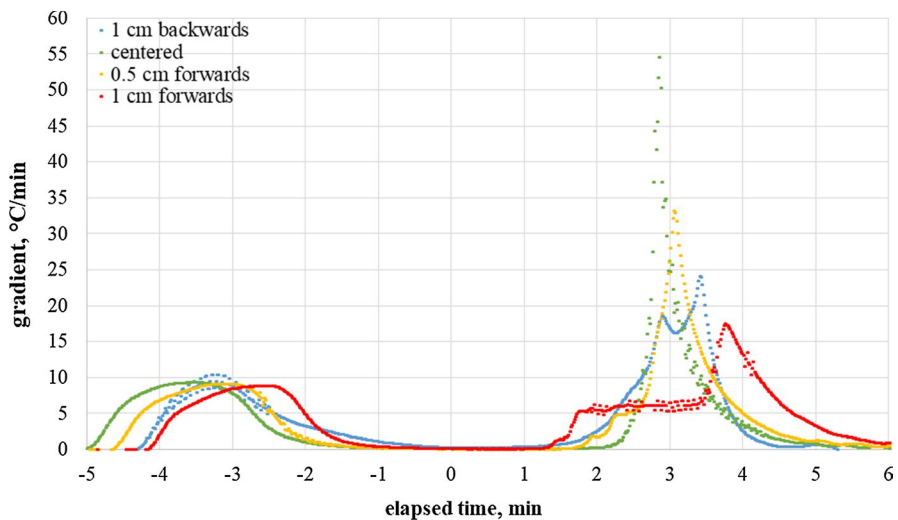 60
55
50
45
40
35
30
25
20
15
10
5
0
1 cm backwards
centered
0.5 cm forwards
1 cm forwards
gradient, °C/min
-5 -4 -3 -2 -1 0 1 2 3 4 5 6
elapsed time, min